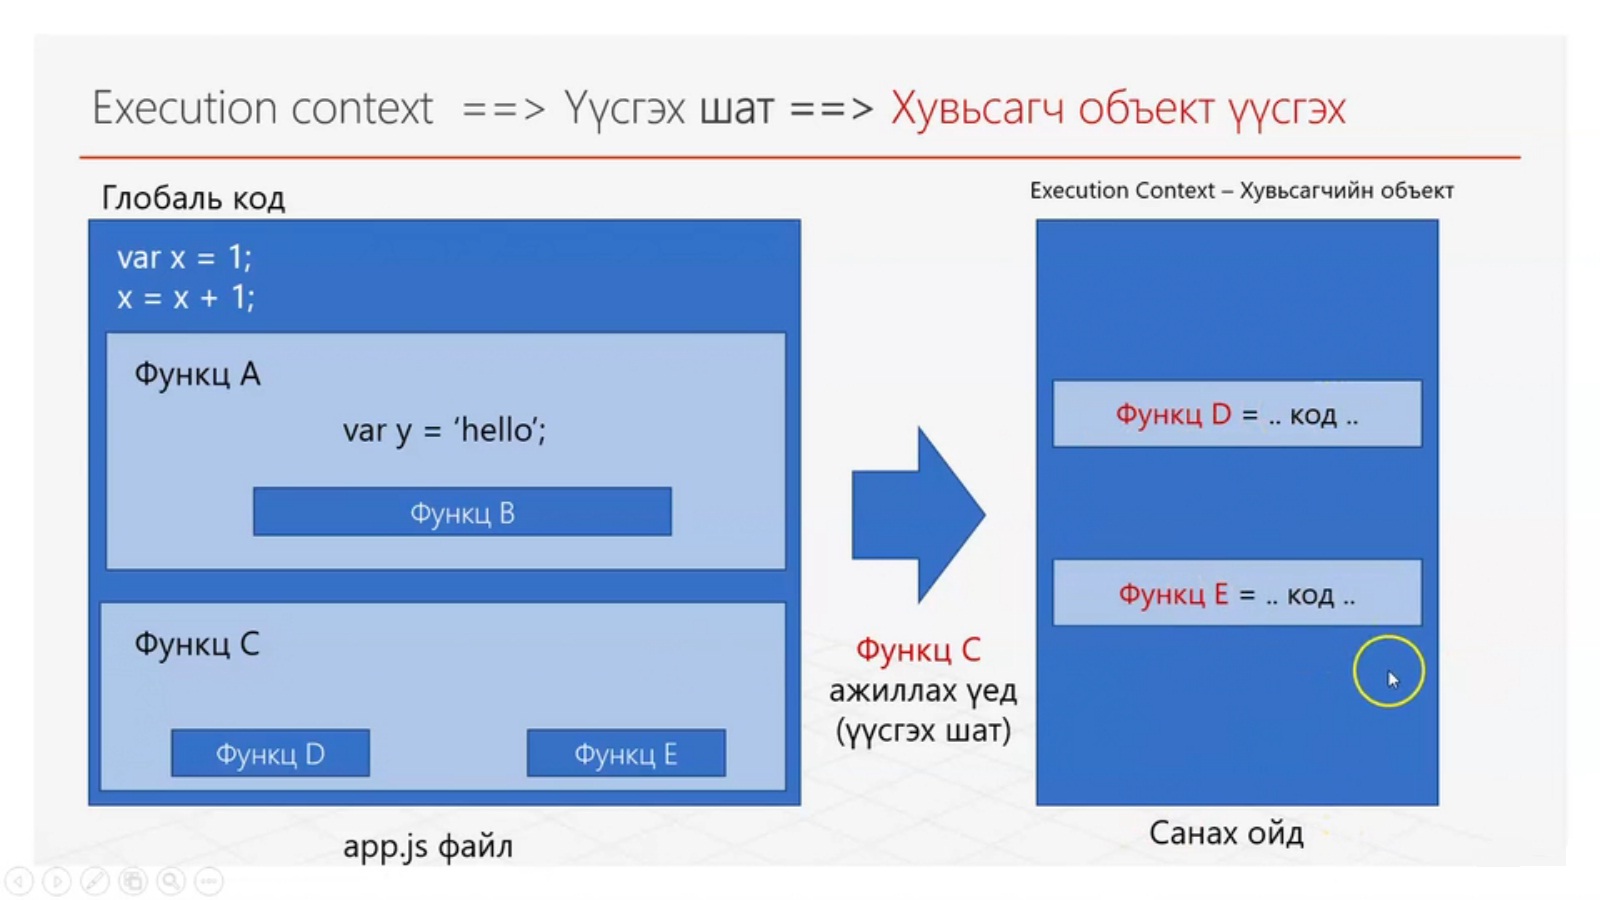 Execution context ==> Үүсгэх шат ==> Хувьсагч объект үүсгэх
Глобаль код
var x = 1;
x = x + 1;
Функц A
var y = ‘hello’;
Функц B
Функц C
Функц D
Функц E
app.js файл
Функц C
ажиллах үед
(үүсгэх шат)
Execution Context – Хувьсагчийн объект
Функц D = .. код ..
Функц E = .. код ..
Санах ойд